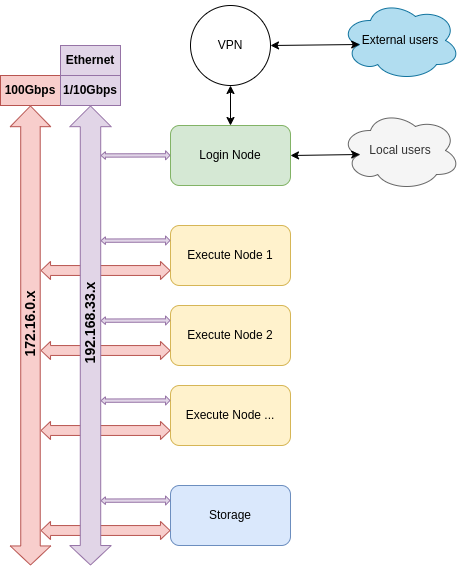 VPN
External users
Ethernet
100Gbps
1/10Gbps
Login Node
Local users
Execute Node 1
172.16.0.x
192.168.33.x
Execute Node 2
Execute Node ...
Storage